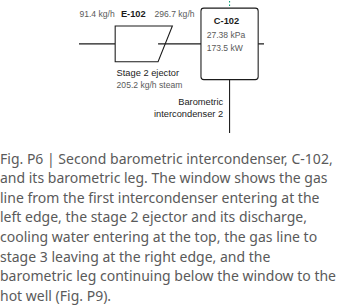 91.4 kg/h E-102 296.7 kg/h
C-102
27.38 kPa
173.5 kW
Stage 2 ejector
205.2 kg/h steam
Barometric
intercondenser 2
Fig. P6 | Second barometric intercondenser, C-102,
and its barometric leg. The window shows the gas
line from the first intercondenser entering at the
left edge, the stage 2 ejector and its discharge,
cooling water entering at the top, the gas line to
stage 3 leaving at the right edge, and the
barometric leg continuing below the window to the
hot well (Fig. P9).